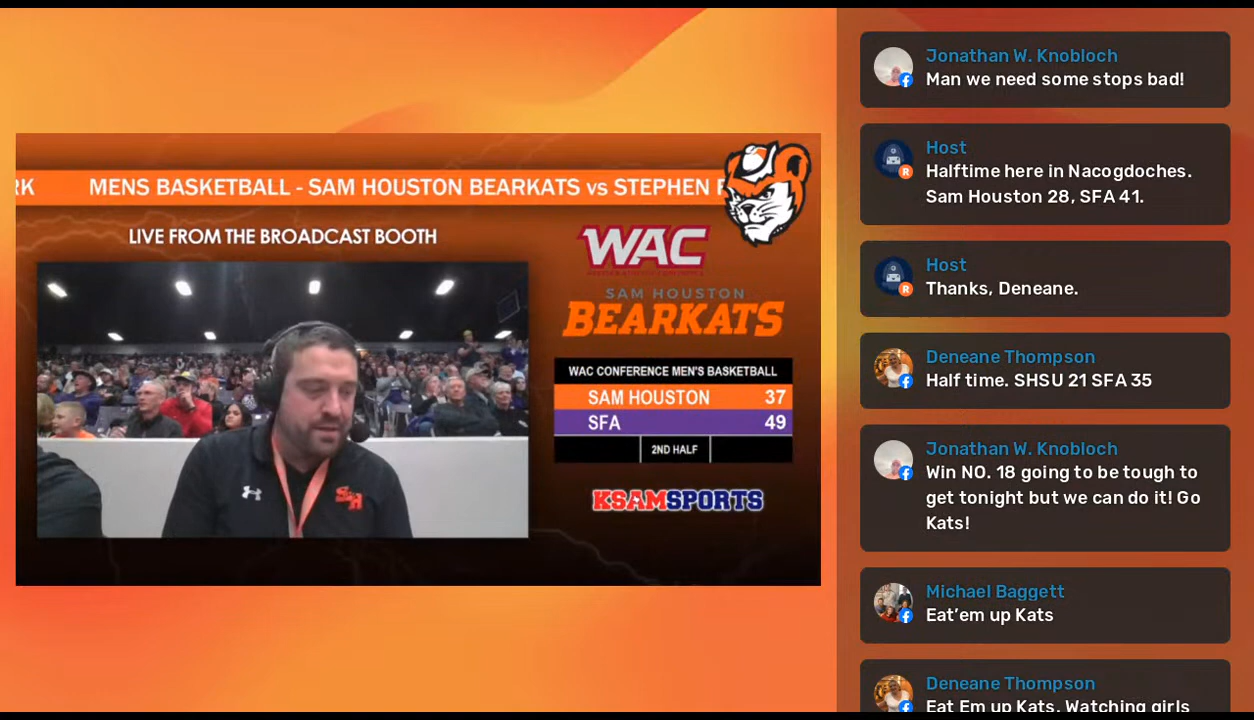 RK MENS BASKETBALL - SAM HOUSTON BEARKATS vs STEPHEN F
LIVE FROM THE BROADCAST BOOTH
WAC
SAM HOUSTON
BEARKATS
WAC CONFERENCE MEN'S BASKETBALL
SAM HOUSTON 37
SFA 49
2ND HALF
KSAMSPORTS
SH
Jonathan W. Knobloch
Man we need some stops bad!
Host
Halftime here in Nacogdoches.
Sam Houston 28, SFA 41.
Host
Thanks, Deneane.
Deneane Thompson
Half time. SHSU 21 SFA 35
Jonathan W. Knobloch
Win NO. 18 going to be tough to
get tonight but we can do it! Go
Kats!
Michael Baggett
Eat’em up Kats
Deneane Thompson
Eat Em up Kats. Watching girls